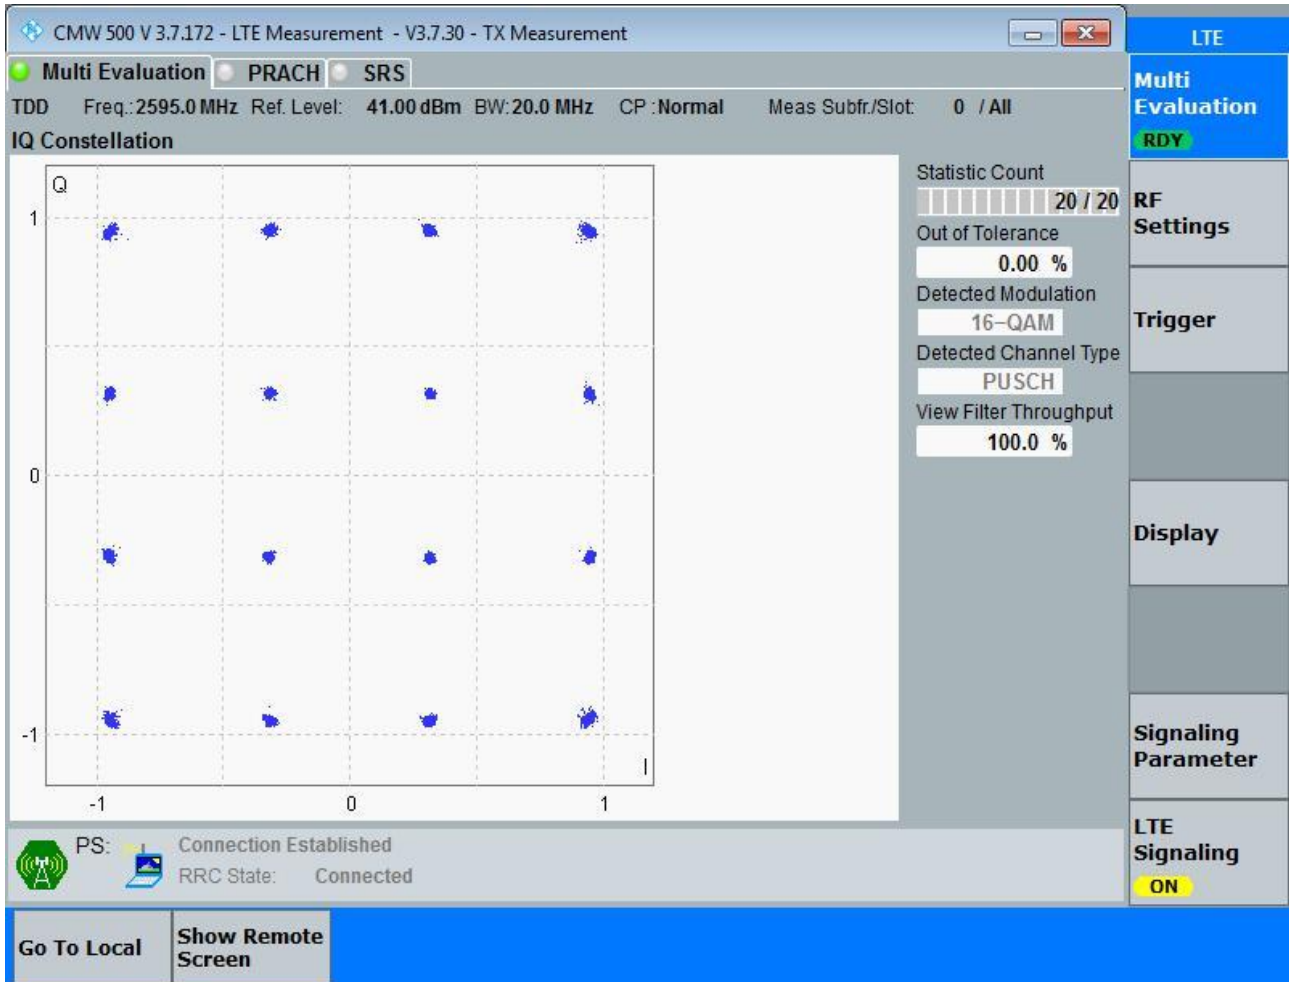 CMW 500 V 3.7.172 - LTE Measurement - V3.7.30 - TX Measurement
Multi Evaluation PRACH SRS
TDD Freq.: 2595.0 MHz Ref. Level: 41.00 dBm BW: 20.0 MHz CP : Normal Meas Subfr./Slot: 0 / All
IQ Constellation
Q
1
0
-1
I
-1 0 1
Statistic Count
20 / 20
Out of Tolerance
0.00 %
Detected Modulation
16-QAM
Detected Channel Type
PUSCH
View Filter Throughput
100.0 %
PS: Connection Established
RRC State: Connected
LTE
Multi
Evaluation
RDY
RF
Settings
Trigger
Display
Signaling
Parameter
LTE
Signaling
ON
Go To Local
Show Remote
Screen